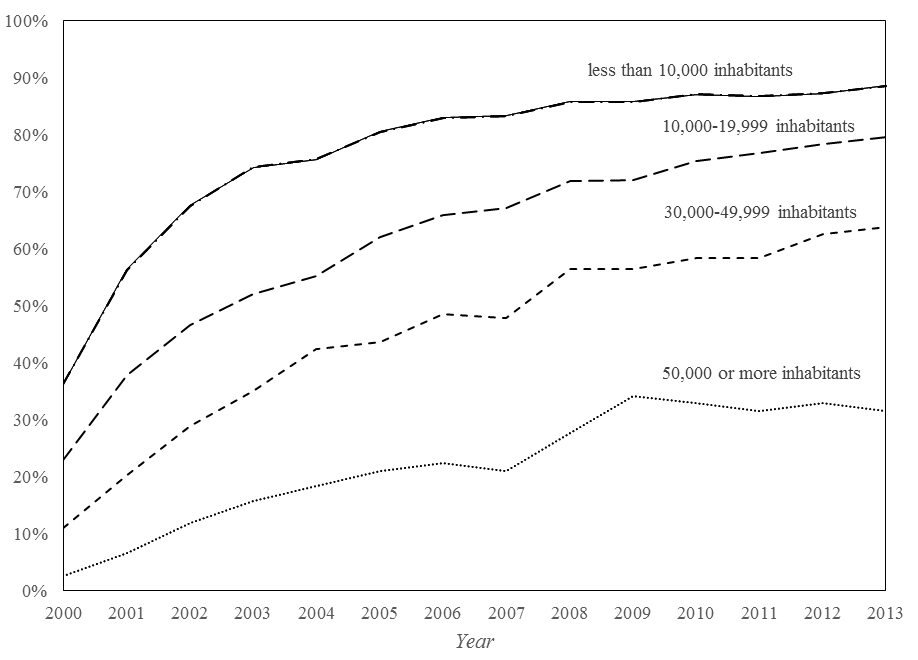 100%
90%
less than 10,000 inhabitants
10,000-19,999 inhabitants
80%
70%
30,000-49,999 inhabitants
60%
50%
40%
50,000 or more inhabitants
30%
20%
10%
0%
2000 2001 2002 2003 2004 2005 2006 2007 2008 2009 2010 2011 2012 2013
Year